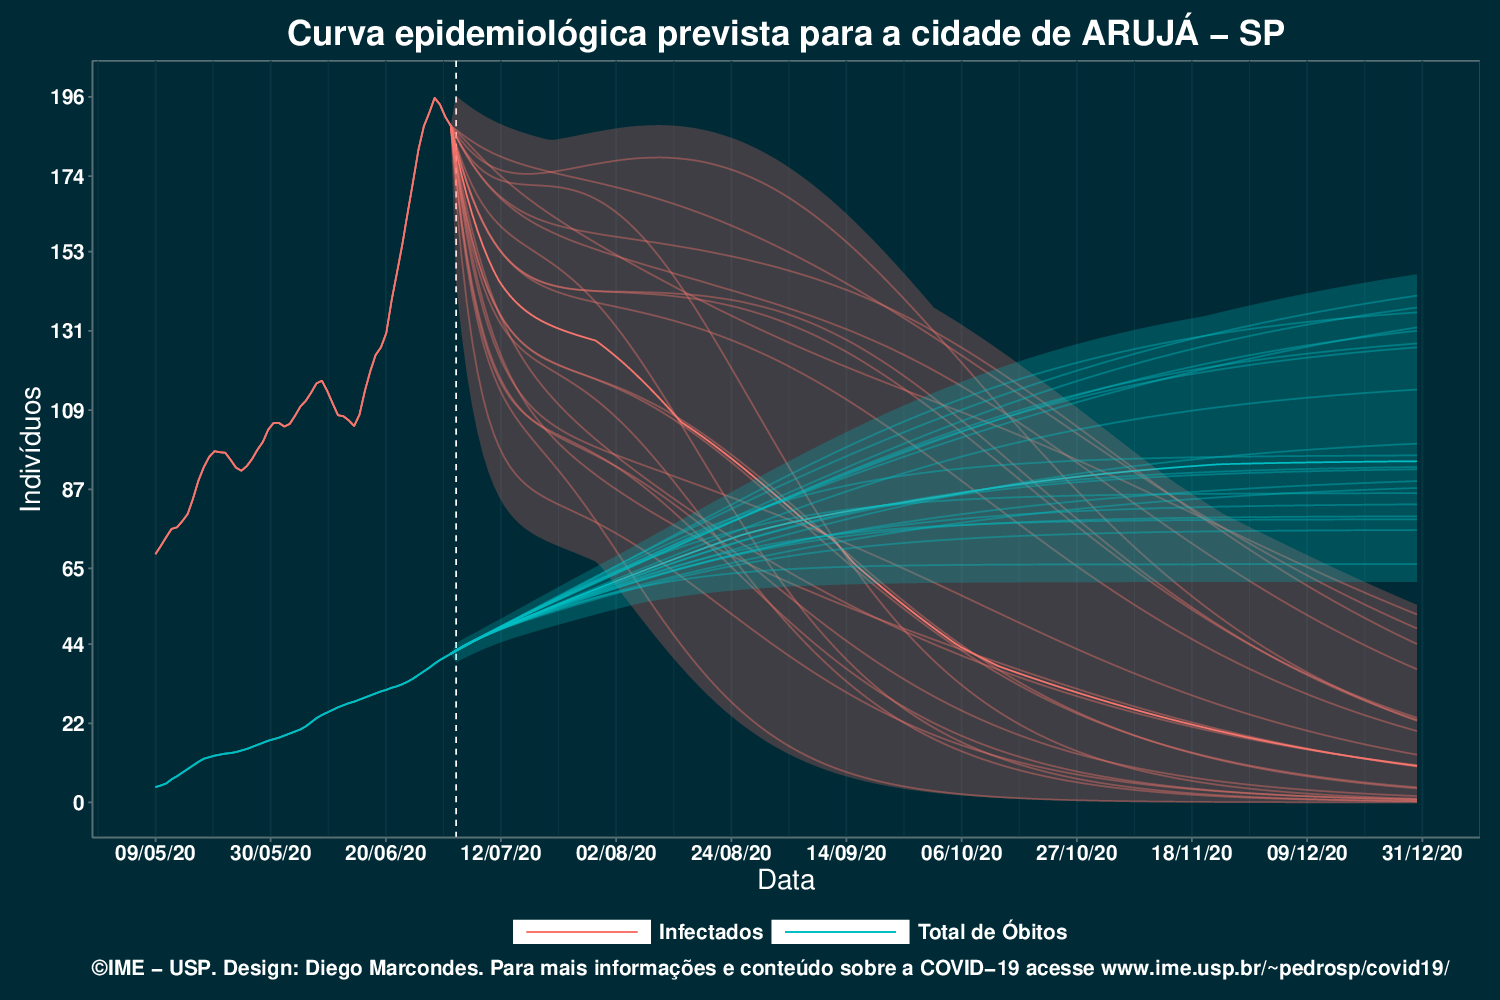 Curva epidemiológica prevista para a cidade de ARUJÁ – SP
Indivíduos
196
174
153
131
109
87
65
44
22
0
09/05/20 30/05/20 20/06/20 12/07/20 02/08/20 24/08/20 14/09/20 06/10/20 27/10/20 18/11/20 09/12/20 31/12/20
Data
Infectados Total de Óbitos
©IME – USP. Design: Diego Marcondes. Para mais informações e conteúdo sobre a COVID–19 acesse www.ime.usp.br/~pedrosp/covid19/